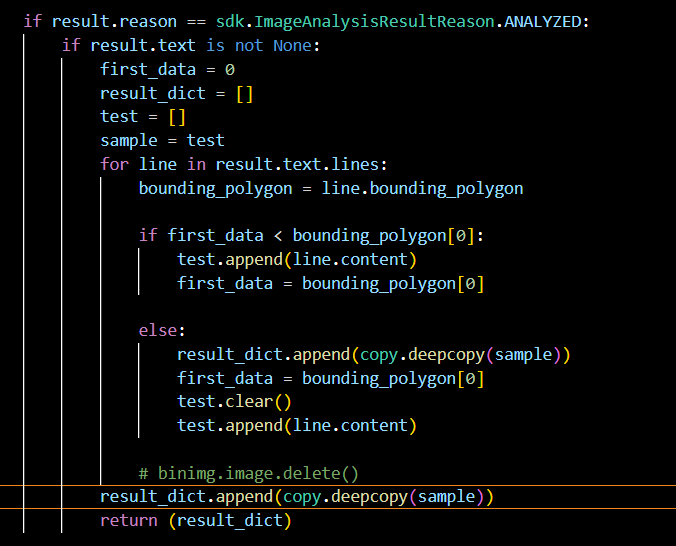 if result.reason == sdk.ImageAnalysisResultReason.ANALYZED:
    if result.text is not None:
        first_data = 0
        result_dict = []
        test = []
        sample = test
        for line in result.text.lines:
            bounding_polygon = line.bounding_polygon

            if first_data < bounding_polygon[0]:
                test.append(line.content)
                first_data = bounding_polygon[0]

            else:
                result_dict.append(copy.deepcopy(sample))
                first_data = bounding_polygon[0]
                test.clear()
                test.append(line.content)

            # binimg.image.delete()
        result_dict.append(copy.deepcopy(sample))
        return (result_dict)